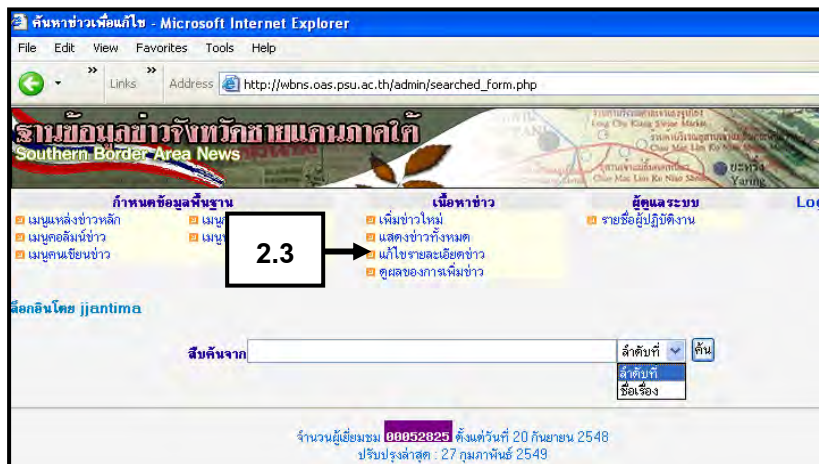 ค้นหาข่าวเพื่อแก้ไข - Microsoft Internet Explorer
File Edit View Favorites Tools Help
» Links » Address http://wbns.oas.psu.ac.th/admin/searched_form.php
ฐานข้อมูลข่าวจังหวัดชายแดนภาคใต้
Southern Border Area News
กำหนดข้อมูลพื้นฐาน เนื้อหาข่าว ผู้ดูแลระบบ
เมนูแหล่งข่าวหลัก เพิ่มข่าวใหม่ รายชื่อผู้ปฏิบัติงาน
เมนูคอลัมน์ข่าว แสดงข่าวทั้งหมด
เมนูคนเขียนข่าว แก้ไขรายละเอียดข่าว
ดูผลของการเพิ่มข่าว
2.3
ล็อกอินโดย jjantima
สืบค้นจาก ลำดับที่ ค้น
ลำดับที่
ชื่อเรื่อง
จำนวนผู้เยี่ยมชม 00052825 ตั้งแต่วันที่ 20 กันยายน 2548
ปรับปรุงล่าสุด : 27 กุมภาพันธ์ 2549